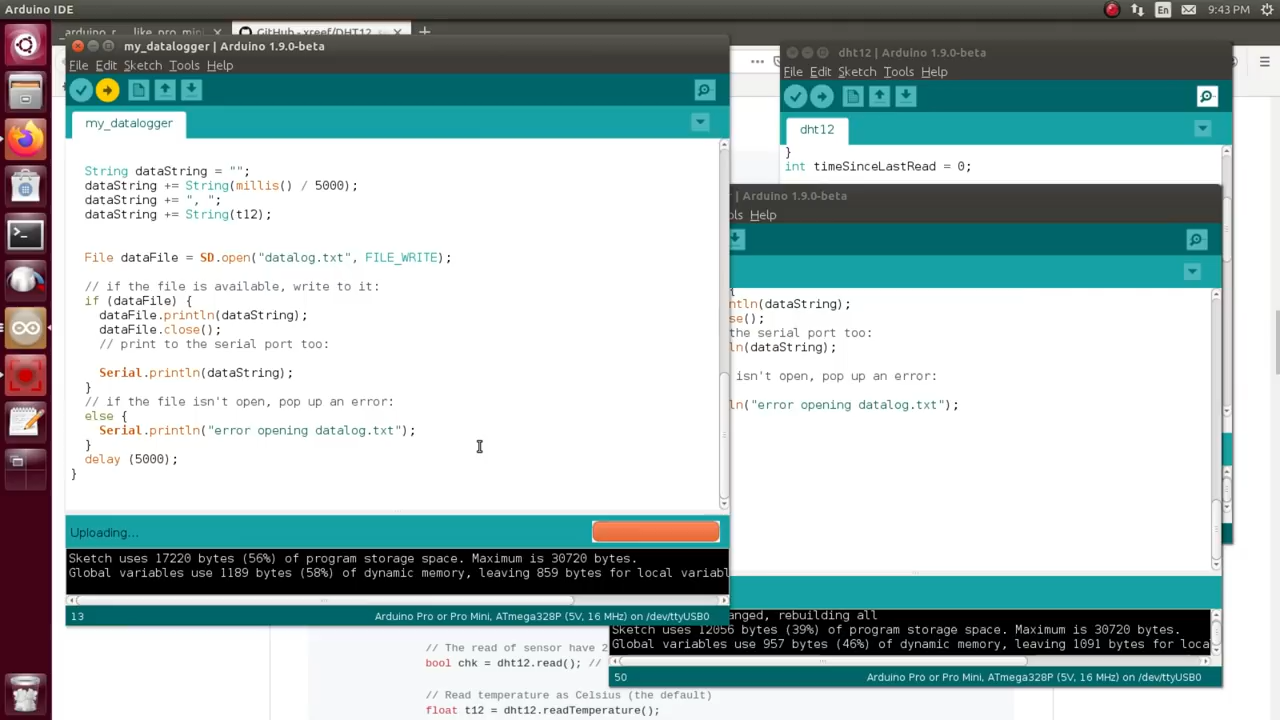 Arduino IDE
En
9:43 PM
GitHub - xreef/DHT12
my_datalogger | Arduino 1.9.0-beta
File Edit Sketch Tools Help
my_datalogger
String dataString = "";
dataString += String(millis() / 5000);
dataString += ", ";
dataString += String(t12);
File dataFile = SD.open("datalog.txt", FILE_WRITE);
// if the file is available, write to it:
if (dataFile) {
dataFile.println(dataString);
dataFile.close();
// print to the serial port too:
Serial.println(dataString);
}
// if the file isn't open, pop up an error:
else {
Serial.println("error opening datalog.txt");
}
delay (5000);
}
Uploading...
Sketch uses 17220 bytes (56%) of program storage space. Maximum is 30720 bytes.
Global variables use 1189 bytes (58%) of dynamic memory, leaving 859 bytes for local variabl
13
Arduino Pro or Pro Mini, ATmega328P (5V, 16 MHz) on /dev/ttyUSB0
dht12 | Arduino 1.9.0-beta
File Edit Sketch Tools Help
dht12
}
int timeSinceLastRead = 0;
| Arduino 1.9.0-beta
ols Help
{
ntln(dataString);
se();
the serial port too:
ln(dataString);
isn't open, pop up an error:
ln("error opening datalog.txt");
anged, rebuilding all
Sketch uses 12056 bytes (39%) of program storage space. Maximum is 30720 bytes.
Global variables use 957 bytes (46%) of dynamic memory, leaving 1091 bytes for loca
50
Arduino Pro or Pro Mini, ATmega328P (5V, 16 MHz) on /dev/ttyUSB0
// The read of sensor have 2
bool chk = dht12.read(); //
// Read temperature as Celsius (the default)
float t12 = dht12.readTemperature();